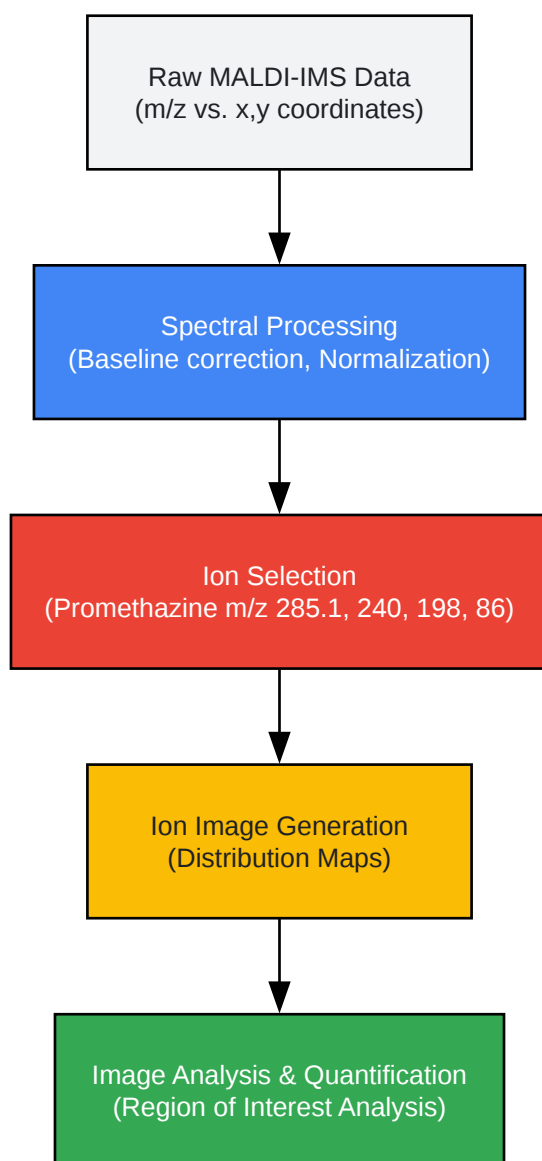 Raw MALDI-IMS Data
(m/z vs. x,y coordinates)
Spectral Processing
(Baseline correction, Normalization)
Ion Selection
(Promethazine m/z 285.1, 240, 198, 86)
Ion Image Generation
(Distribution Maps)
Image Analysis & Quantification
(Region of Interest Analysis)